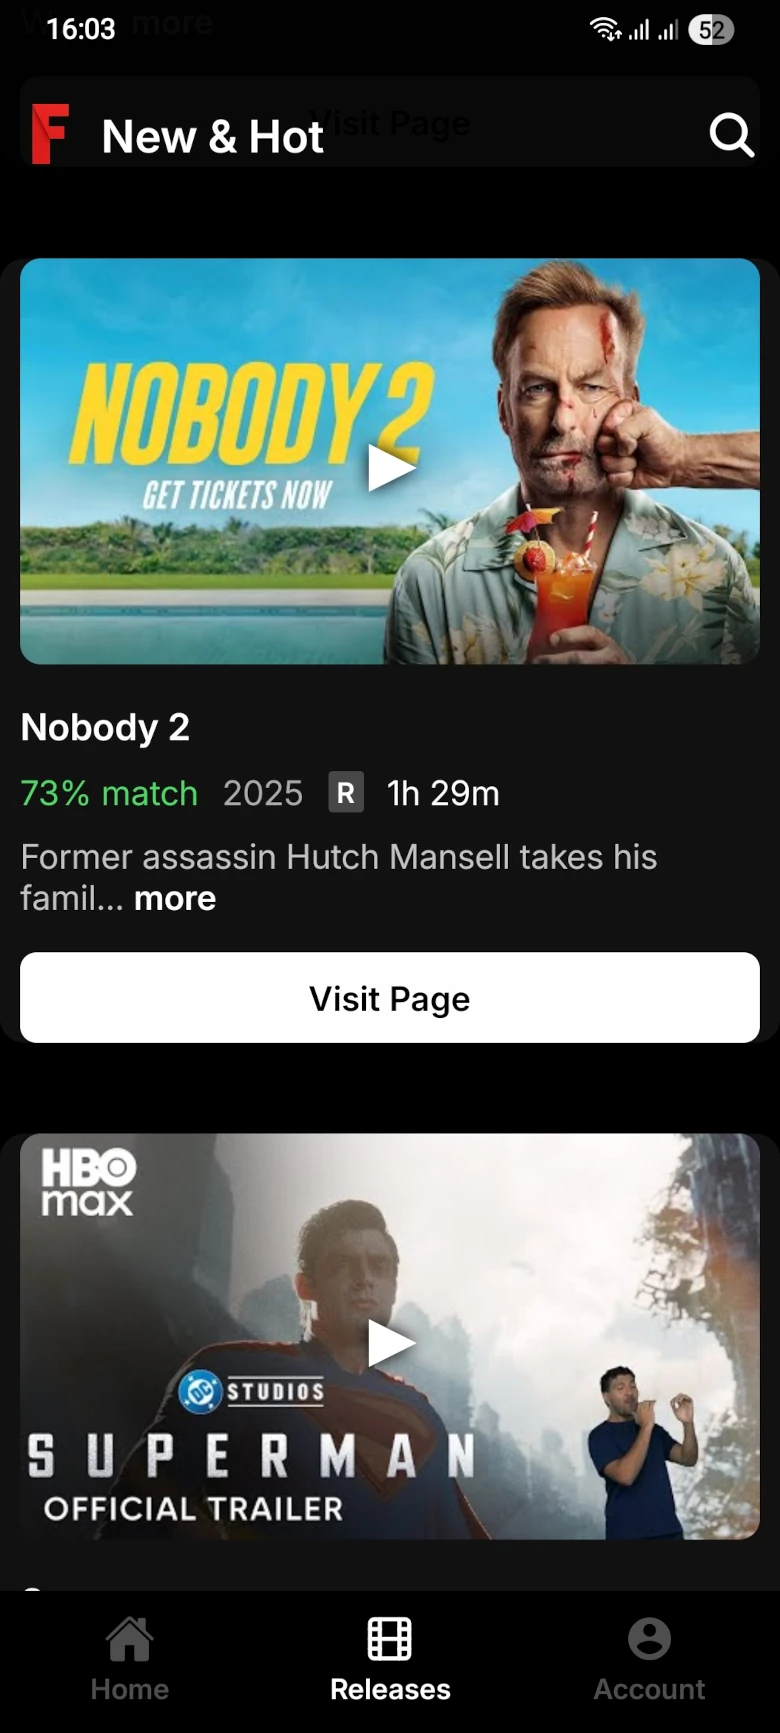 16:03
52
more
Visit Page
F New & Hot
NOBODY 2
GET TICKETS NOW
Nobody 2
73% match 2025 R 1h 29m
Former assassin Hutch Mansell takes his
famil... more
Visit Page
HBO
max
DC STUDIOS
SUPERMAN
OFFICIAL TRAILER
Home
Releases
Account